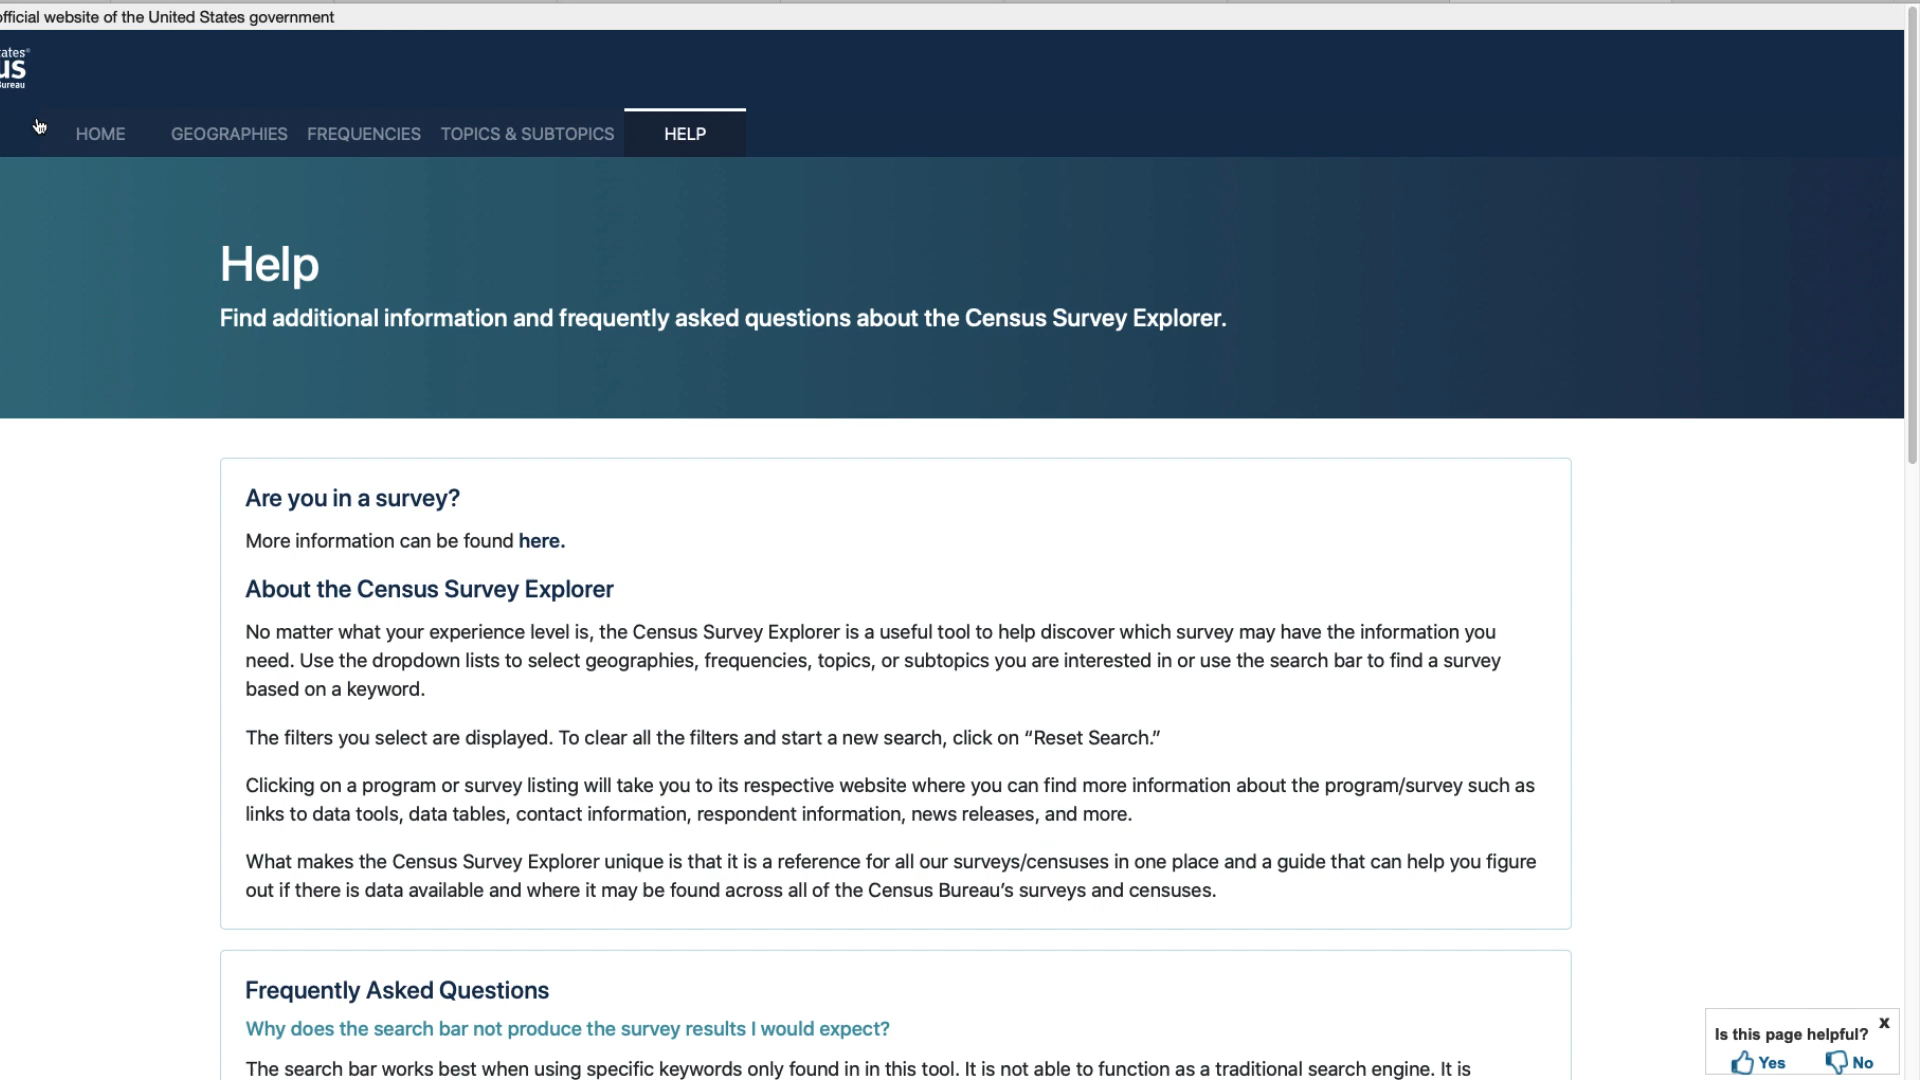 official website of the United States government
ates®
us
Bureau
HOME GEOGRAPHIES FREQUENCIES TOPICS & SUBTOPICS HELP
Help
Find additional information and frequently asked questions about the Census Survey Explorer.
Are you in a survey?
More information can be found here.
About the Census Survey Explorer
No matter what your experience level is, the Census Survey Explorer is a useful tool to help discover which survey may have the information you
need. Use the dropdown lists to select geographies, frequencies, topics, or subtopics you are interested in or use the search bar to find a survey
based on a keyword.
The filters you select are displayed. To clear all the filters and start a new search, click on “Reset Search.”
Clicking on a program or survey listing will take you to its respective website where you can find more information about the program/survey such as
links to data tools, data tables, contact information, respondent information, news releases, and more.
What makes the Census Survey Explorer unique is that it is a reference for all our surveys/censuses in one place and a guide that can help you figure
out if there is data available and where it may be found across all of the Census Bureau’s surveys and censuses.
Frequently Asked Questions
Why does the search bar not produce the survey results I would expect?
The search bar works best when using specific keywords only found in in this tool. It is not able to function as a traditional search engine. It is
Is this page helpful? X
Yes No